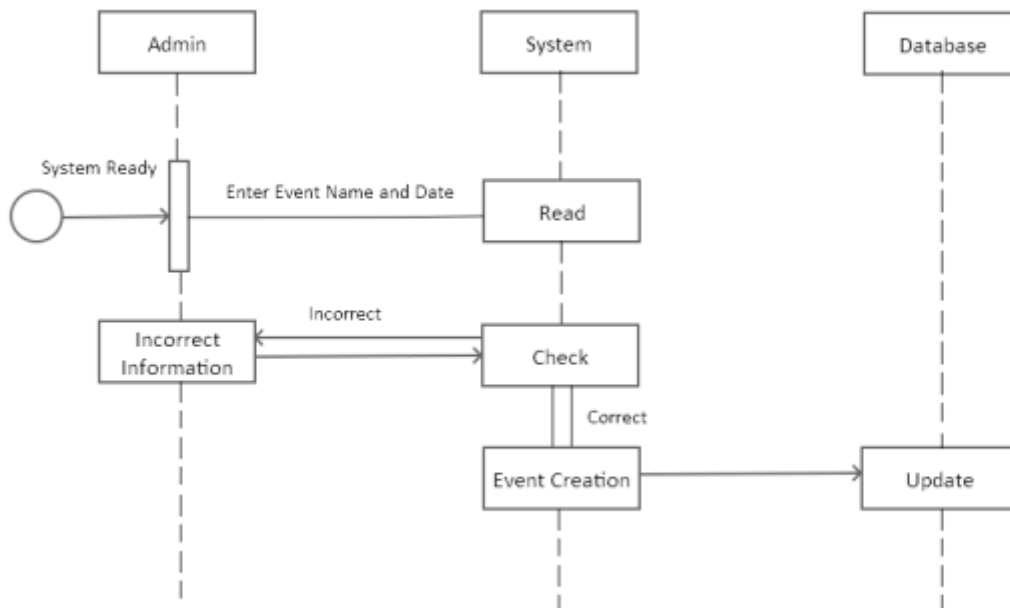 Admin
System
Database
System Ready
Enter Event Name and Date
Read
Incorrect
Incorrect
Information
Check
Correct
Event Creation
Update